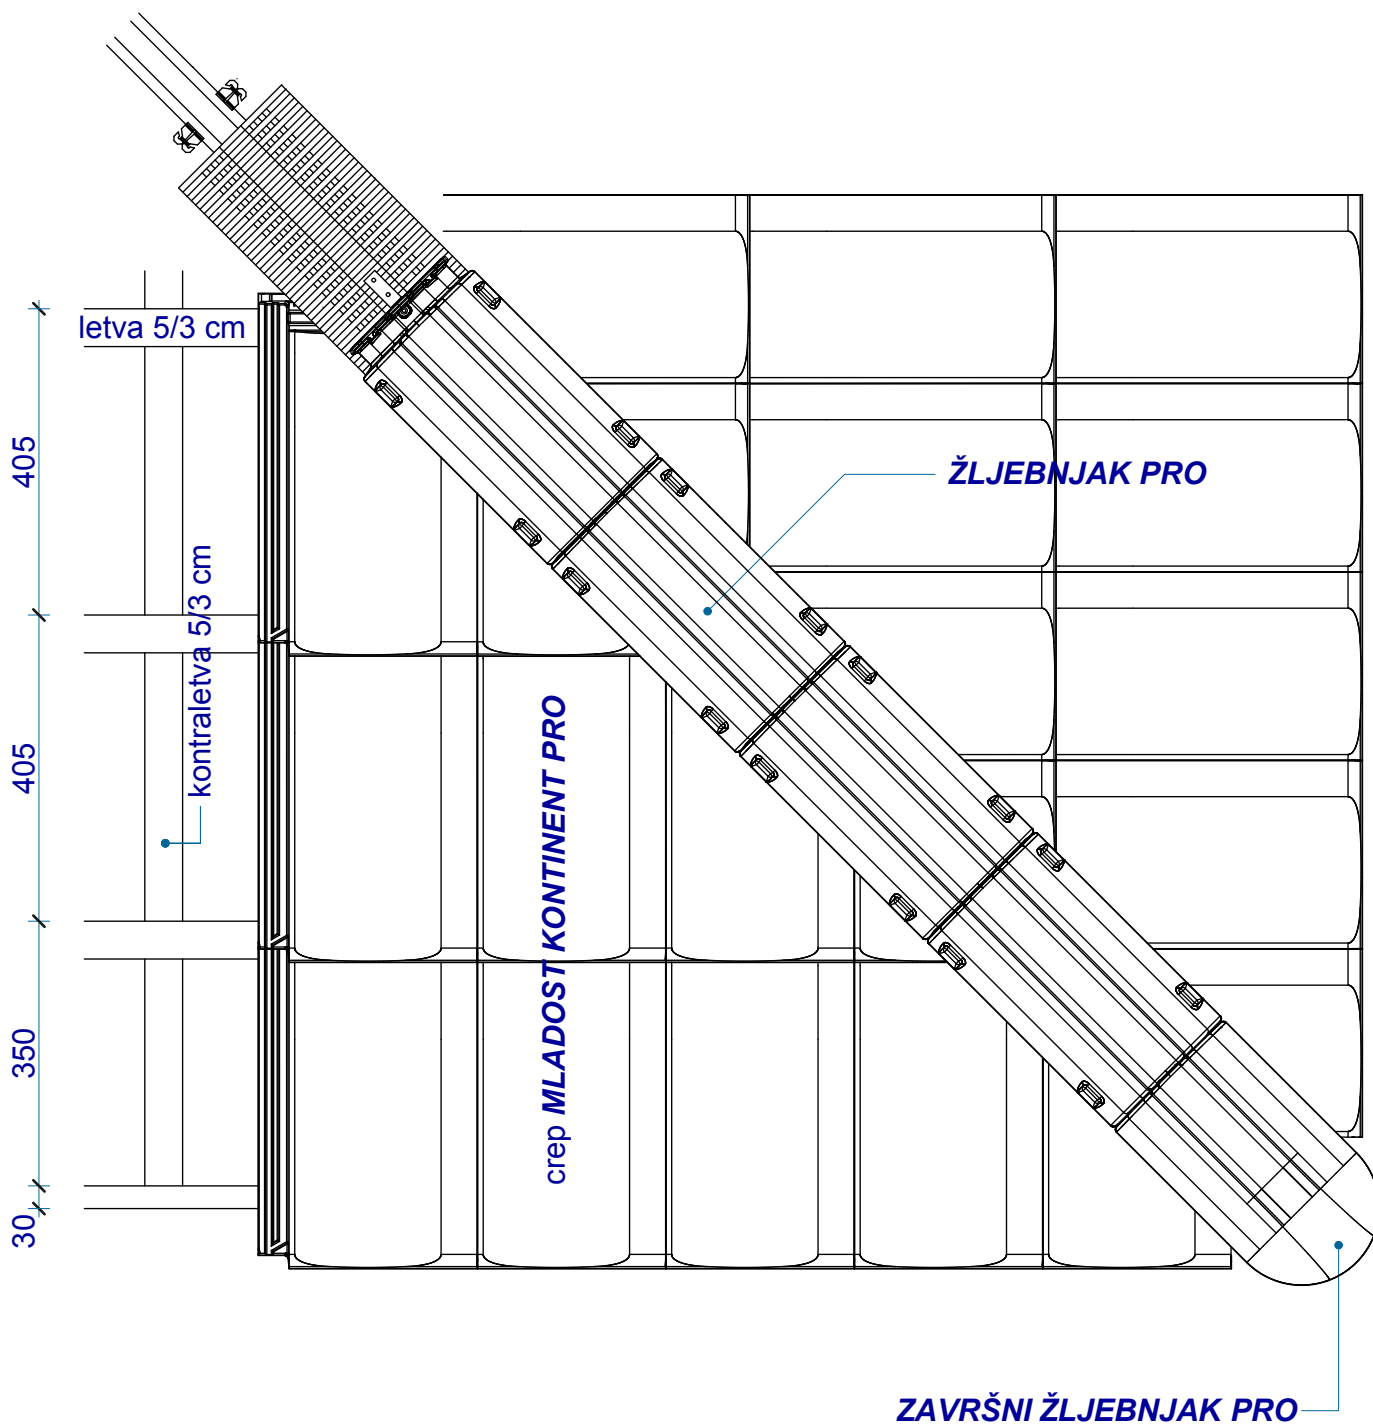 letva 5/3 cm
405
ŽLJEBNJAK PRO
kontraletva 5/3 cm
405
crep MLADOST KONTINENT PRO
350
30
ZAVRŠNI ŽLJEBNJAK PRO